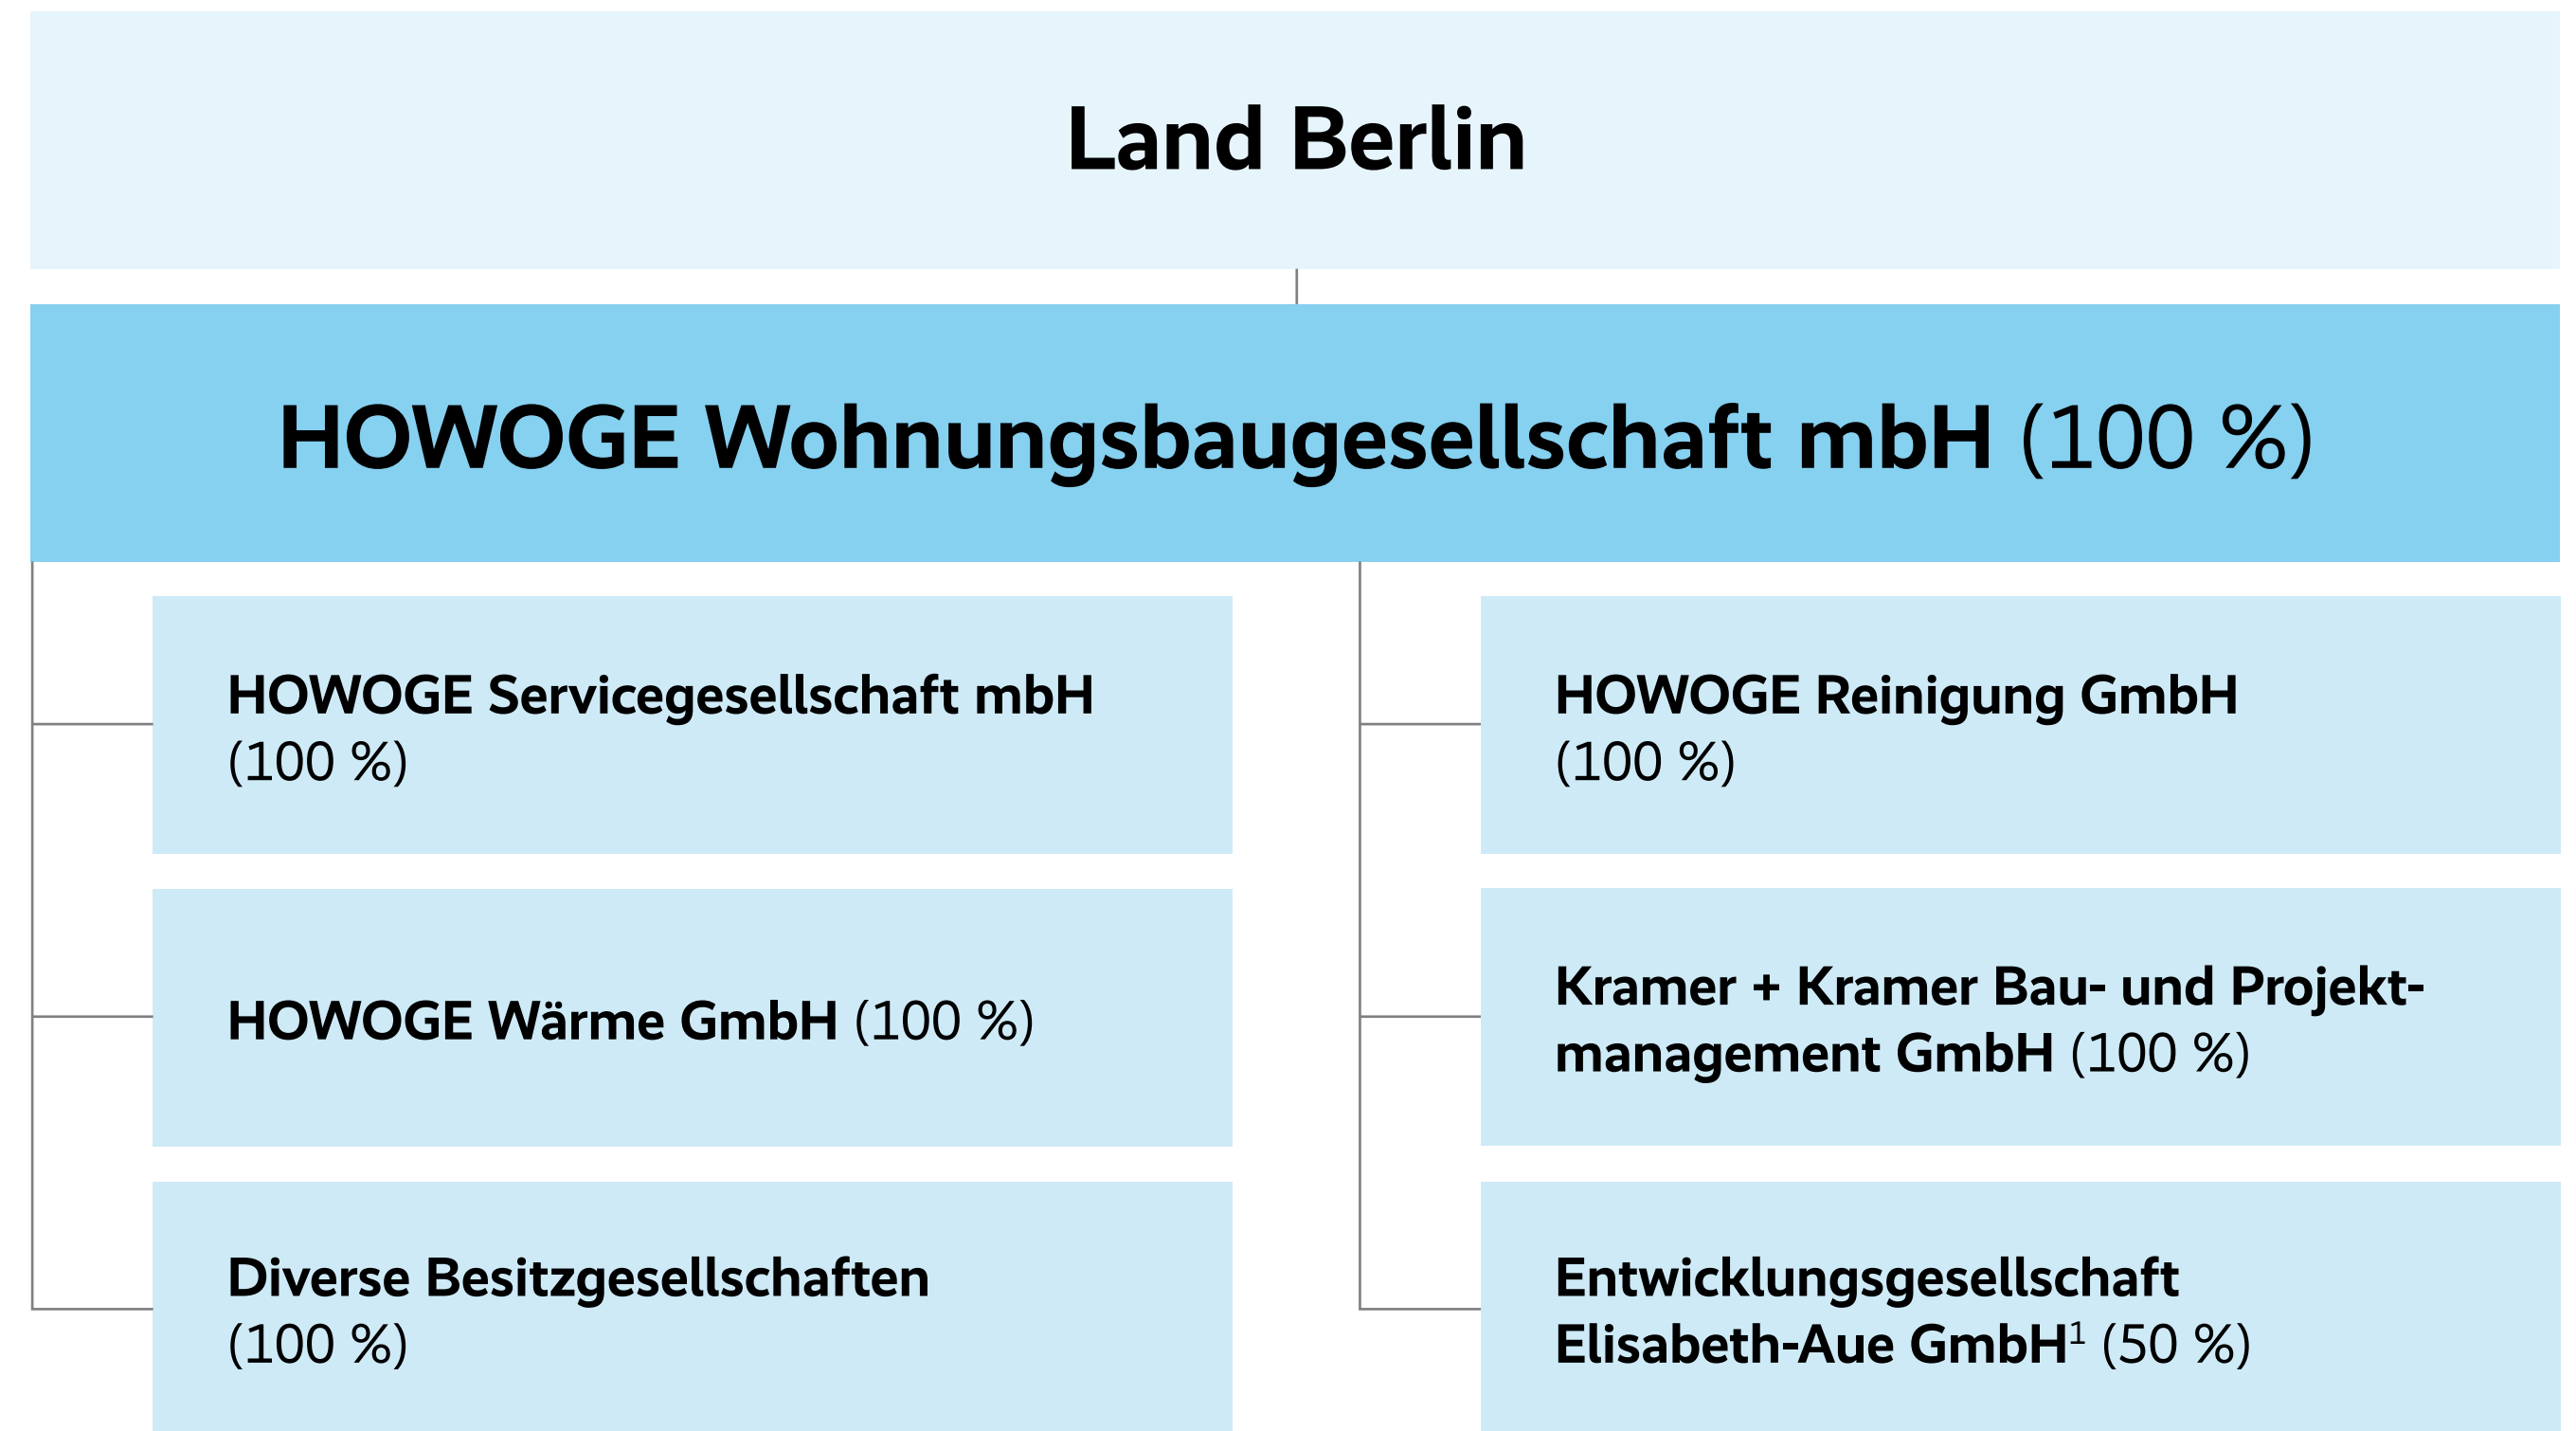 Land Berlin
HOWOGE Wohnungsbaugesellschaft mbH (100 %)
HOWOGE Servicegesellschaft mbH
(100 %)
HOWOGE Wärme GmbH (100 %)
Diverse Besitzgesellschaften
(100 %)
HOWOGE Reinigung GmbH
(100 %)
Kramer + Kramer Bau- und Projekt-
management GmbH (100 %)
Entwicklungsgesellschaft
Elisabeth-Aue GmbH¹ (50 %)